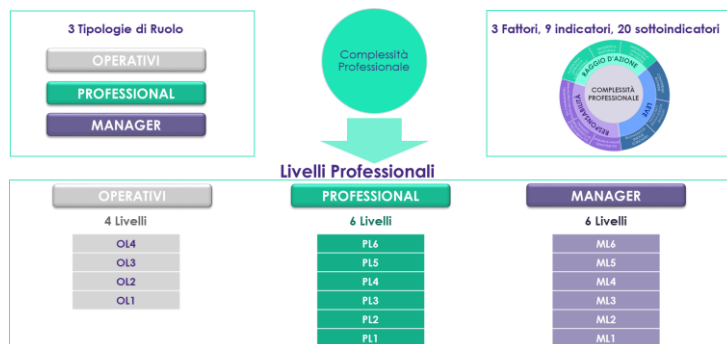 3 Tipologie di Ruolo
OPERATIVI
PROFESSIONAL
MANAGER
Complessità
Professionale
3 Fattori, 9 indicatori, 20 sottoindicatori
RAGGIO D'AZIONE
LEVE
RESPONSABILITÀ
COMPLESSITÀ
PROFESSIONALE
Livelli Professionali
OPERATIVI
4 Livelli
OL4
OL3
OL2
OL1
PROFESSIONAL
6 Livelli
PL6
PL5
PL4
PL3
PL2
PL1
MANAGER
6 Livelli
ML6
ML5
ML4
ML3
ML2
ML1